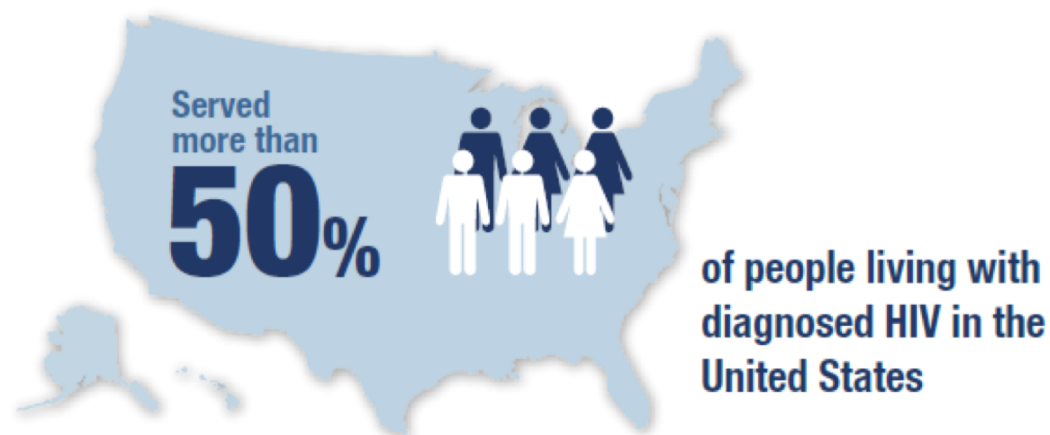 Served
more than
50%
of people living with
diagnosed HIV in the
United States